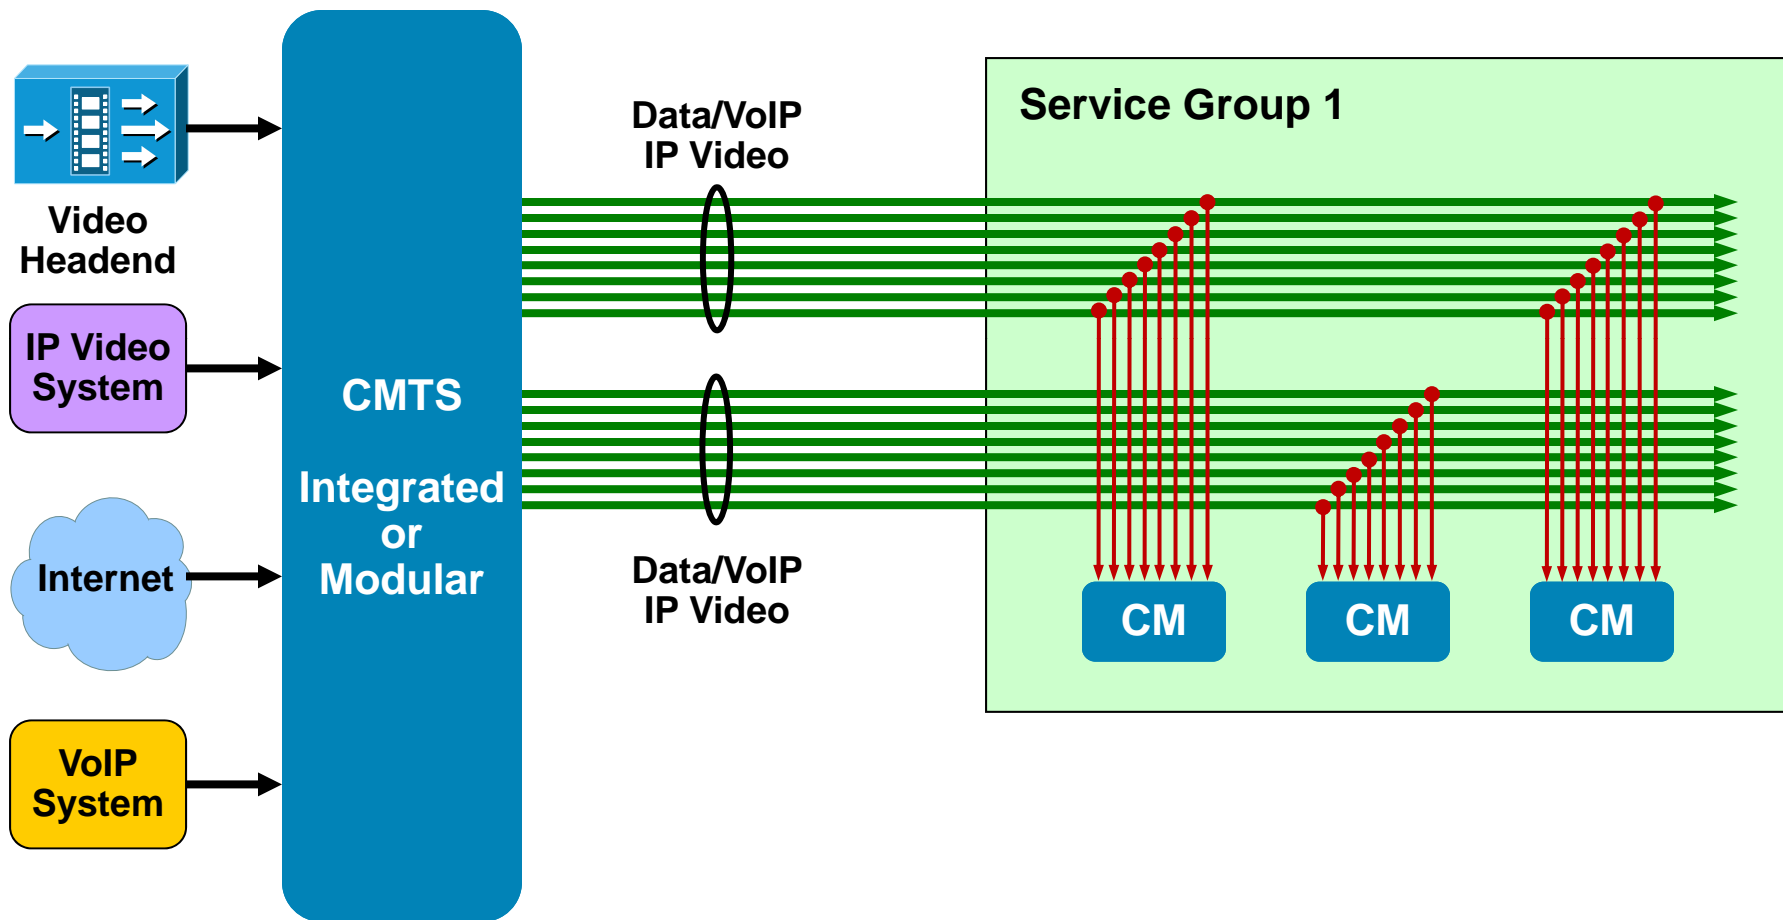 Video
Headend
IP Video
System
Internet
VoIP
System
CMTS
Integrated
or
Modular
Data/VoIP
IP Video
Data/VoIP
IP Video
Service Group 1
CM
CM
CM